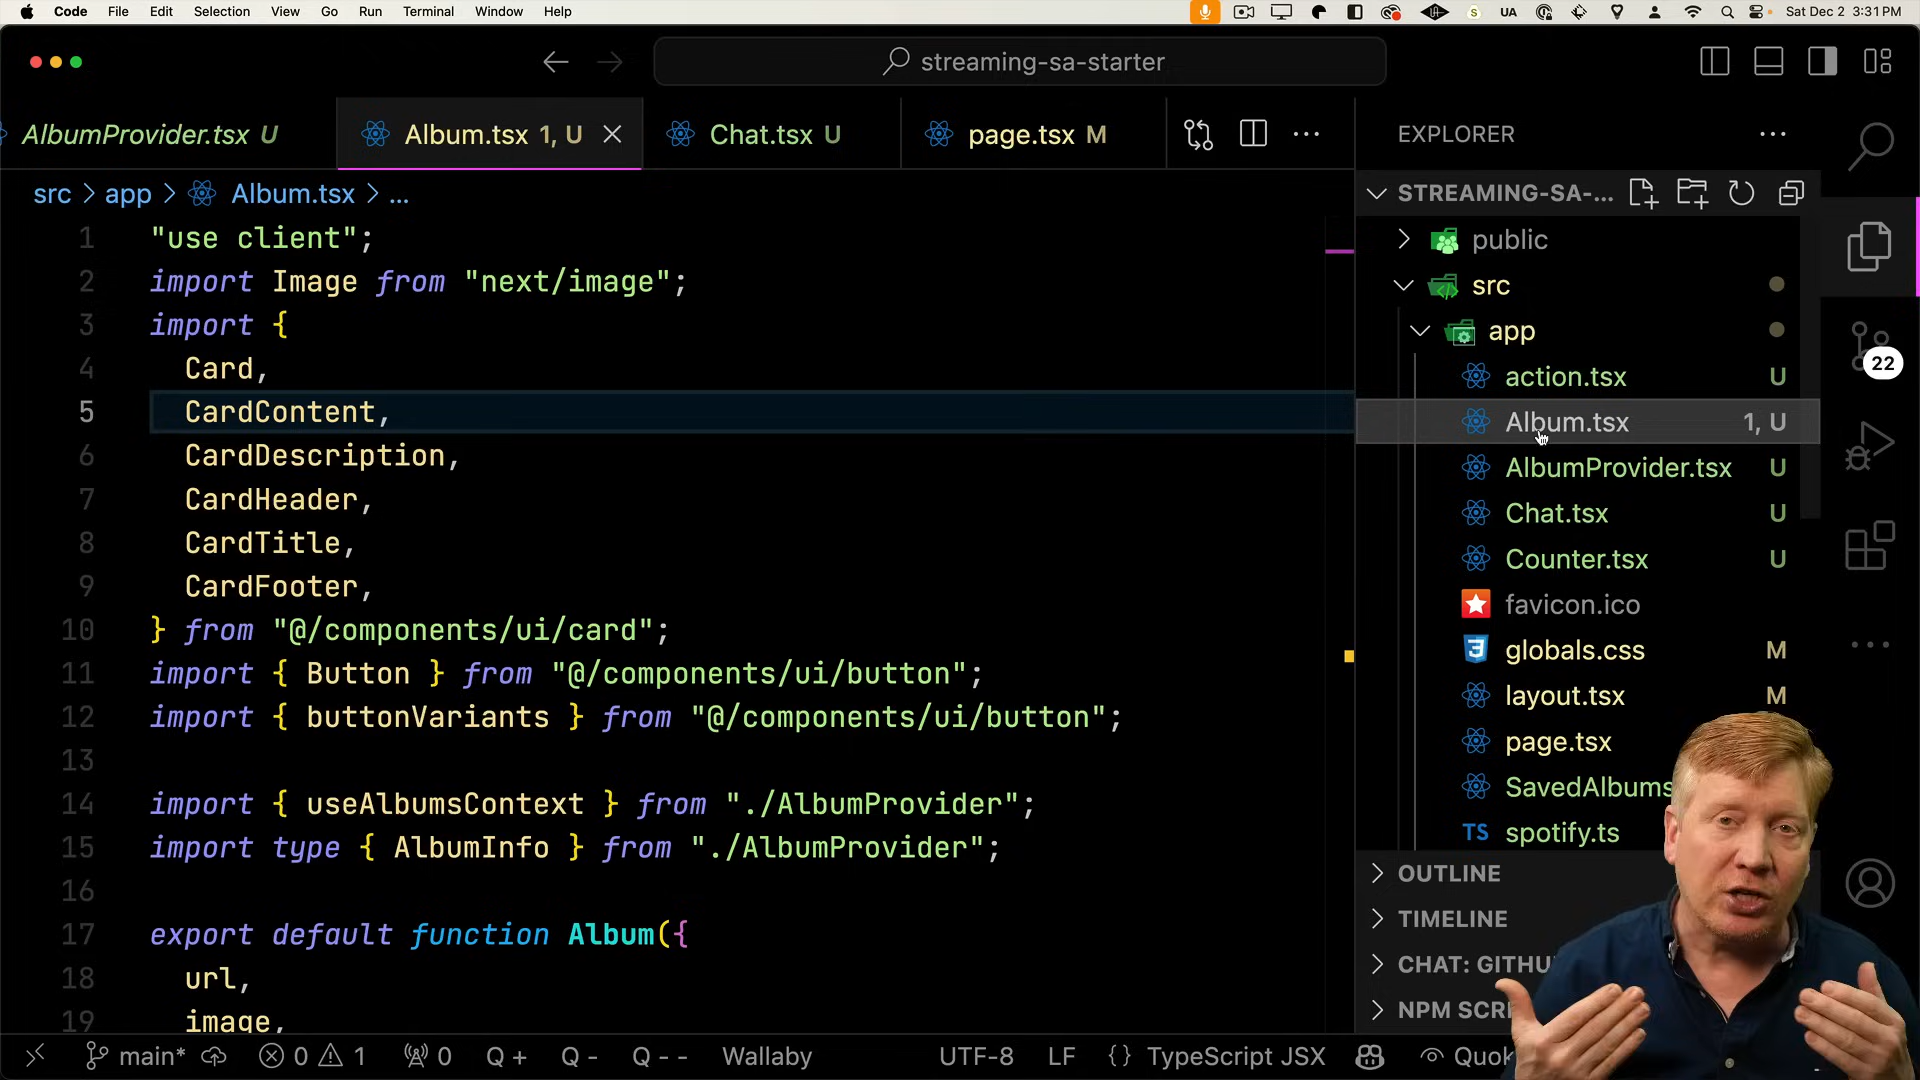 Code File Edit Selection View Go Run Terminal Window Help
UA
Sat Dec 2 3:31 PM
streaming-sa-starter
AlbumProvider.tsx U
Album.tsx 1, U
Chat.tsx U
page.tsx M
src > app > Album.tsx > ...
1 "use client";
2 import Image from "next/image";
3 import {
4 Card,
5 CardContent,
6 CardDescription,
7 CardHeader,
8 CardTitle,
9 CardFooter,
10 } from "@/components/ui/card";
11 import { Button } from "@/components/ui/button";
12 import { buttonVariants } from "@/components/ui/button";
13
14 import { useAlbumsContext } from "./AlbumProvider";
15 import type { AlbumInfo } from "./AlbumProvider";
16
17 export default function Album({
18 url,
19 image,
EXPLORER
STREAMING-SA-...
public
src
app
action.tsx U
Album.tsx 1, U
AlbumProvider.tsx U
Chat.tsx U
Counter.tsx U
favicon.ico
globals.css M
layout.tsx M
page.tsx
SavedAlbums
TS spotify.ts
OUTLINE
TIMELINE
CHAT: GITHU
NPM SCR
22
main* 0 1 0 Q + Q - Q - - Wallaby
UTF-8 LF {} TypeScript JSX Quok